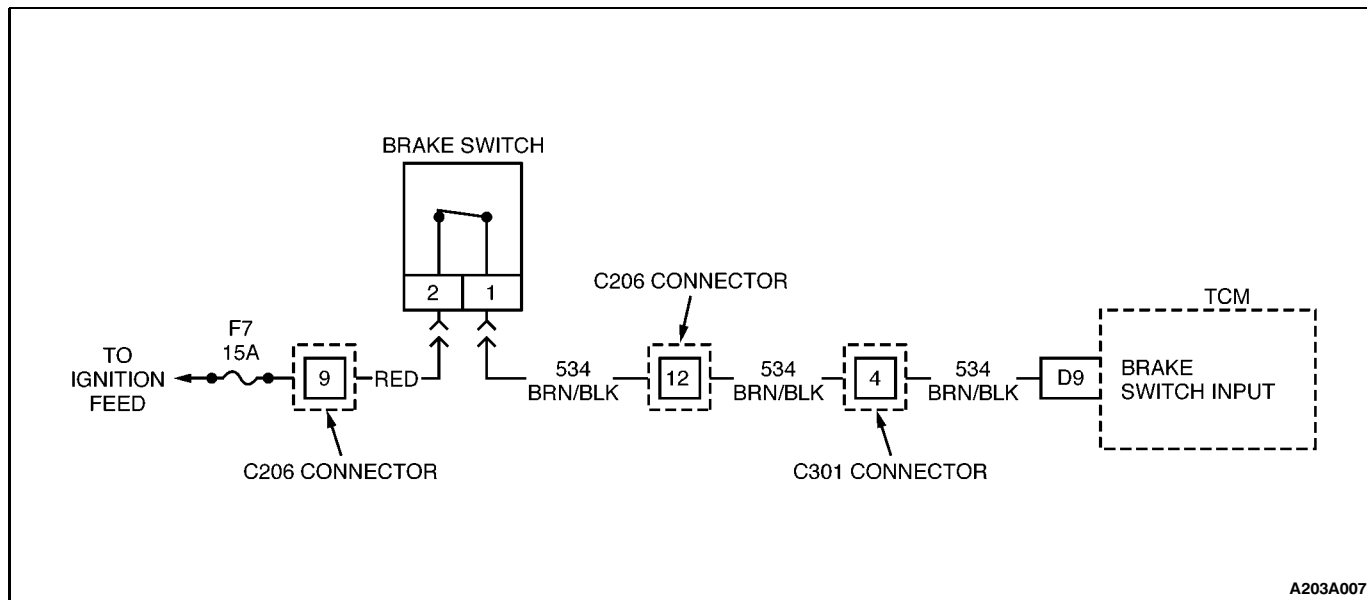 BRAKE SWITCH
2 1
C206 CONNECTOR
TCM
F7
15A
TO
IGNITION
FEED
9
RED
534
BRN/BLK
12
534
BRN/BLK
4
534
BRN/BLK
D9
BRAKE
SWITCH INPUT
C206 CONNECTOR
C301 CONNECTOR
A203A007